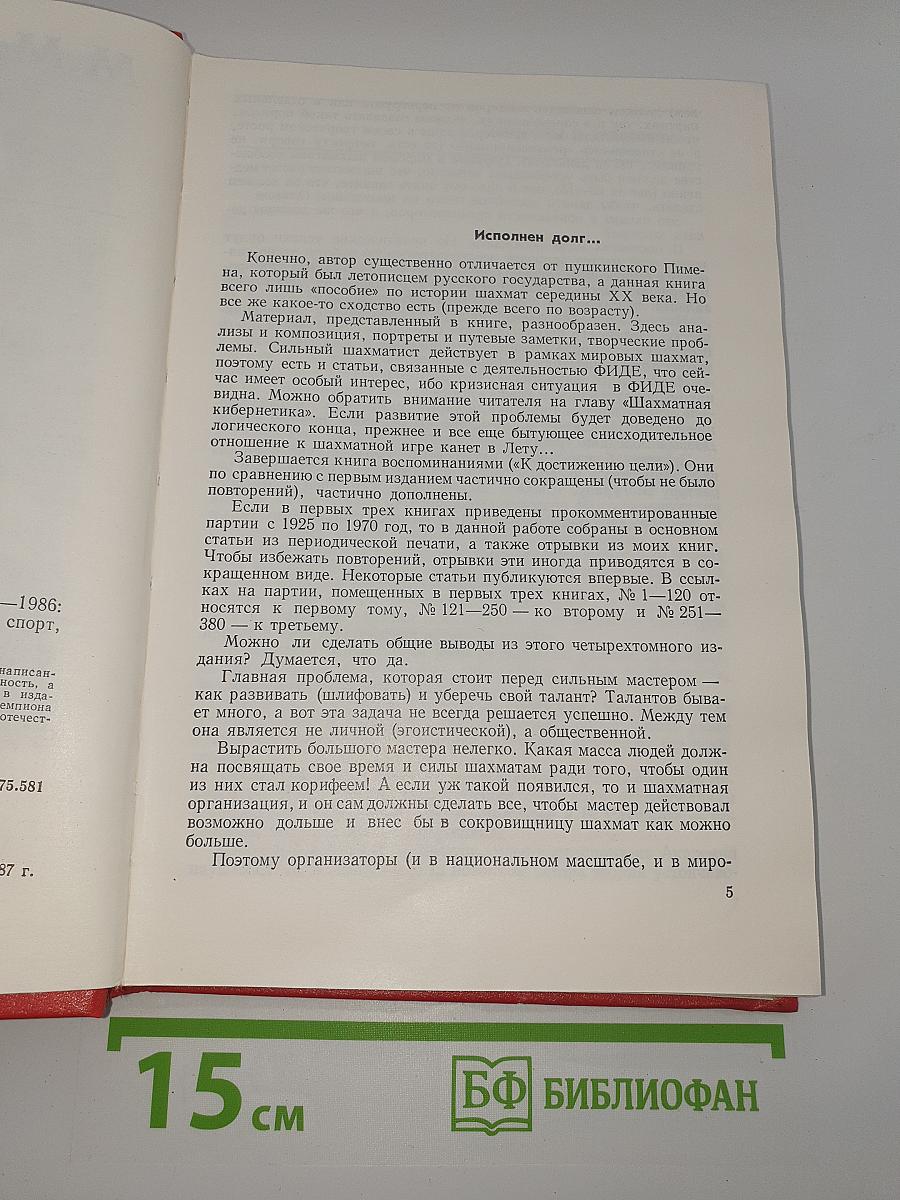 —1986:
спорт,
написан-
ность, а
в изда-
емпиона
отечест-
75.581
87 г.
Исполнен долг...
Конечно, автор существенно отличается от пушкинского Пиме-
на, который был летописцем русского государства, а данная книга
всего лишь «пособие» по истории шахмат середины XX века. Но
все же какое-то сходство есть (прежде всего по возрасту).
Материал, представленный в книге, разнообразен. Здесь ана-
лизы и композиция, портреты и путевые заметки, творческие проб-
лемы. Сильный шахматист действует в рамках мировых шахмат,
поэтому есть и статьи, связанные с деятельностью ФИДЕ, что сей-
час имеет особый интерес, ибо кризисная ситуация в ФИДЕ оче-
видна. Можно обратить внимание читателя на главу «Шахматная
кибернетика». Если развитие этой проблемы будет доведено до
логического конца, прежнее и все еще бытующее снисходительное
отношение к шахматной игре канет в Лету...
Завершается книга воспоминаниями («К достижению цели»). Они
по сравнению с первым изданием частично сокращены (чтобы не было
повторений), частично дополнены.
Если в первых трех книгах приведены прокомментированные
партии с 1925 по 1970 год, то в данной работе собраны в основном
статьи из периодической печати, а также отрывки из моих книг.
Чтобы избежать повторений, отрывки эти иногда приводятся в со-
кращенном виде. Некоторые статьи публикуются впервые. В ссыл-
ках на партии, помещенных в первых трех книгах, № 1—120 от-
носятся к первому тому, № 121—250 — ко второму и № 251—
380 — к третьему.
Можно ли сделать общие выводы из этого четырехтомного из-
дания? Думается, что да.
Главная проблема, которая стоит перед сильным мастером —
как развивать (шлифовать) и уберечь свой талант? Талантов быва-
ет много, а вот эта задача не всегда решается успешно. Между тем
она является не личной (эгоистической), а общественной.
Вырастить большого мастера нелегко. Какая масса людей долж-
на посвящать свое время и силы шахматам ради того, чтобы один
из них стал корифеем! А если уж такой появился, то и шахматная
организация, и он сам должны сделать все, чтобы мастер действовал
возможно дольше и внес бы в сокровищницу шахмат как можно
больше.
Поэтому организаторы (и в национальном масштабе, и в миро-
5
15 см
БФ БИБЛИОФАН